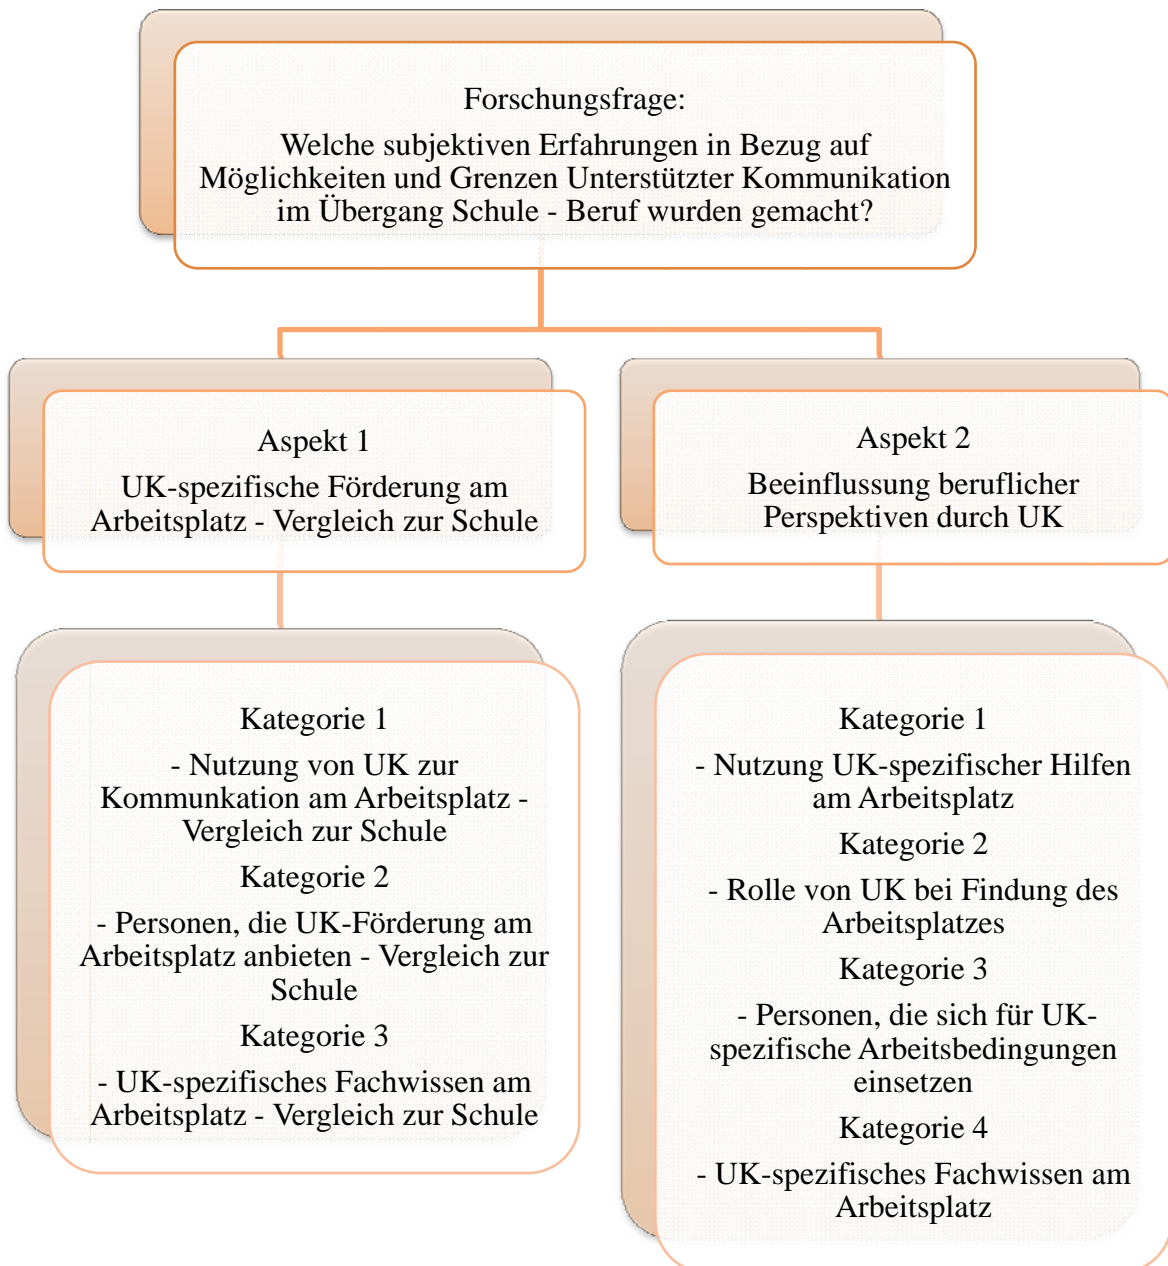 Forschungsfrage:
Welche subjektiven Erfahrungen in Bezug auf
Möglichkeiten und Grenzen Unterstützter Kommunikation
im Übergang Schule - Beruf wurden gemacht?
Aspekt 1
UK-spezifische Förderung am
Arbeitsplatz - Vergleich zur Schule
Aspekt 2
Beeinflussung beruflicher
Perspektiven durch UK
Kategorie 1
- Nutzung von UK zur
Kommunkation am Arbeitsplatz -
Vergleich zur Schule
Kategorie 2
- Personen, die UK-Förderung am
Arbeitsplatz anbieten - Vergleich zur
Schule
Kategorie 3
- UK-spezifisches Fachwissen am
Arbeitsplatz - Vergleich zur Schule
Kategorie 1
- Nutzung UK-spezifischer Hilfen
am Arbeitsplatz
Kategorie 2
- Rolle von UK bei Findung des
Arbeitsplatzes
Kategorie 3
- Personen, die sich für UK-
spezifische Arbeitsbedingungen
einsetzen
Kategorie 4
- UK-spezifisches Fachwissen am
Arbeitsplatz